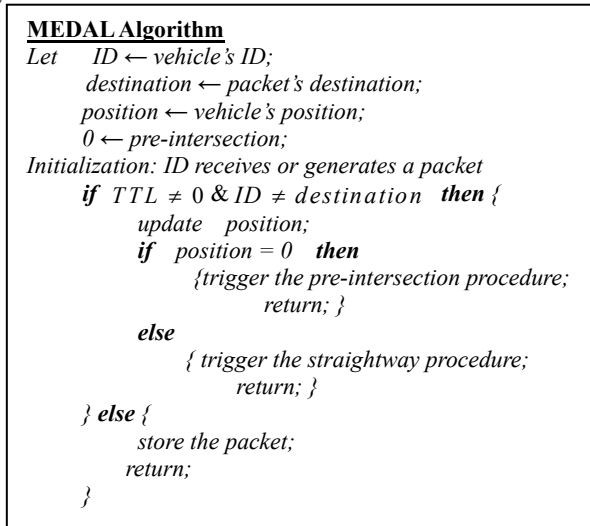 MEDAL Algorithm
Let ID ← vehicle's ID;
destination ← packet's destination;
position ← vehicle's position;
0 ← pre-intersection;
Initialization: ID receives or generates a packet
if TTL ≠ 0 & ID ≠ destination then {
update position;
if position = 0 then
{trigger the pre-intersection procedure;
return; }
else
{ trigger the straightway procedure;
return; }
} else {
store the packet;
return;
}